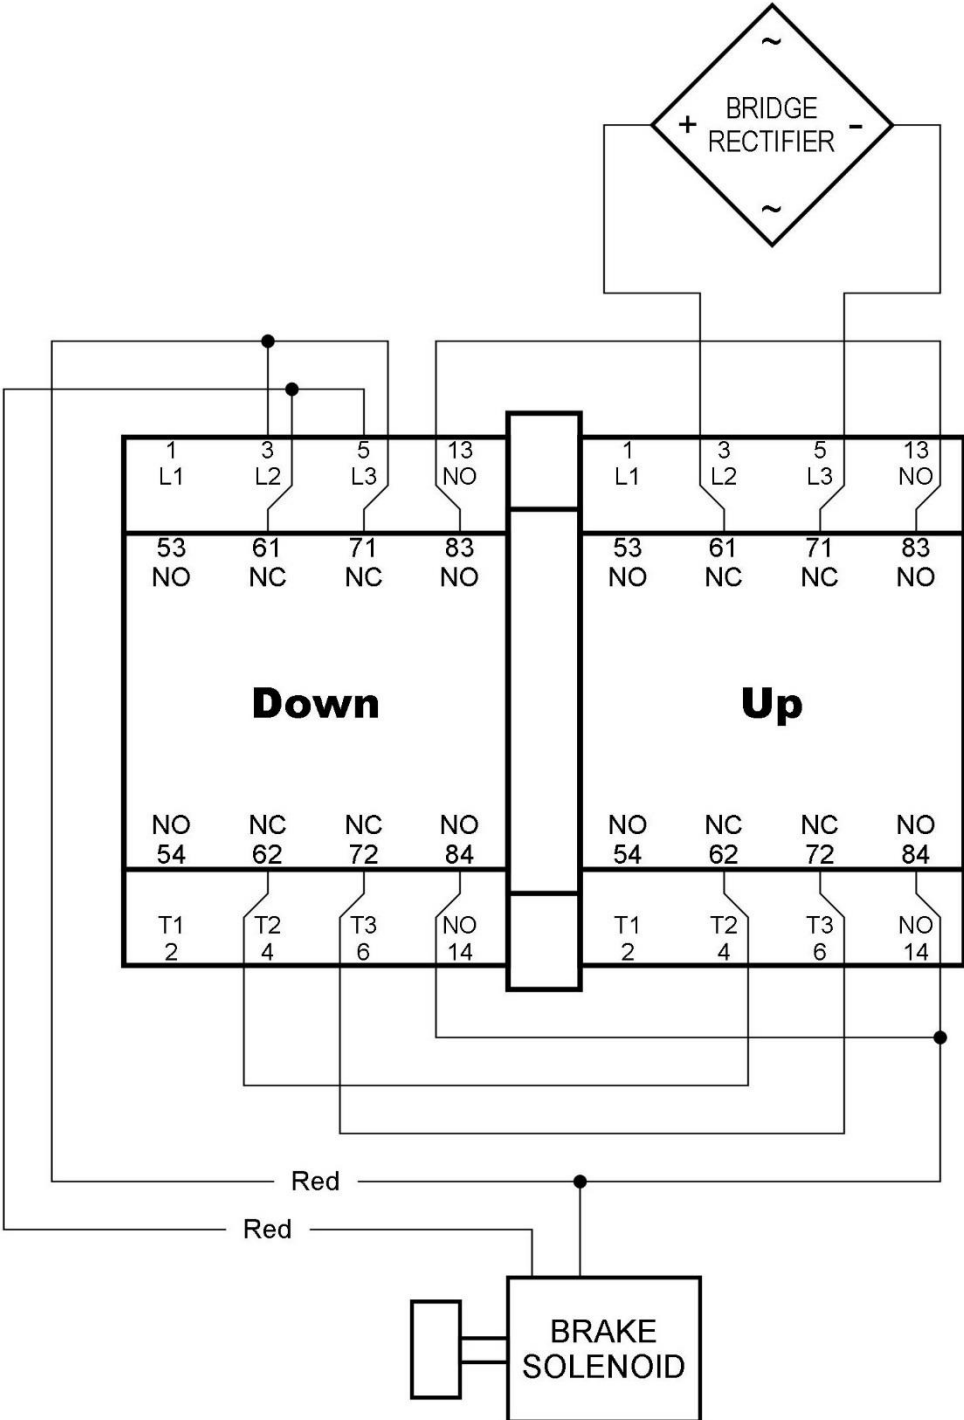 ~
+ BRIDGE RECTIFIER -
~
1 3 5 13
L1 L2 L3 NO
53 61 71 83
NO NC NC NO
Down
NO NC NC NO
54 62 72 84
T1 T2 T3 NO
2 4 6 14
1 3 5 13
L1 L2 L3 NO
53 61 71 83
NO NC NC NO
Up
NO NC NC NO
54 62 72 84
T1 T2 T3 NO
2 4 6 14
Red
Red
BRAKE
SOLENOID